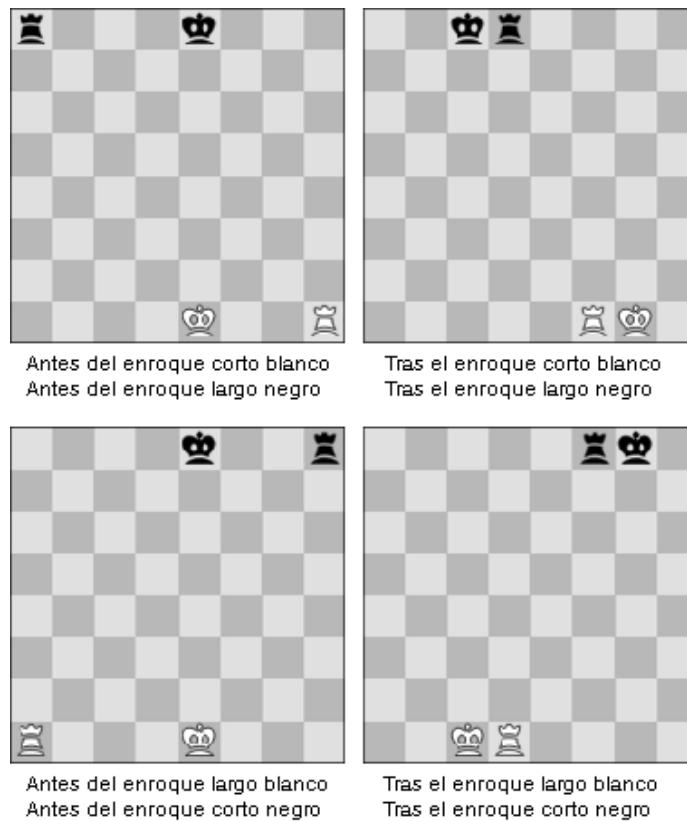 Antes del enroque corto blanco
Antes del enroque largo negro
Tras el enroque corto blanco
Tras el enroque largo negro
Antes del enroque largo blanco
Antes del enroque corto negro
Tras el enroque largo blanco
Tras el enroque corto negro